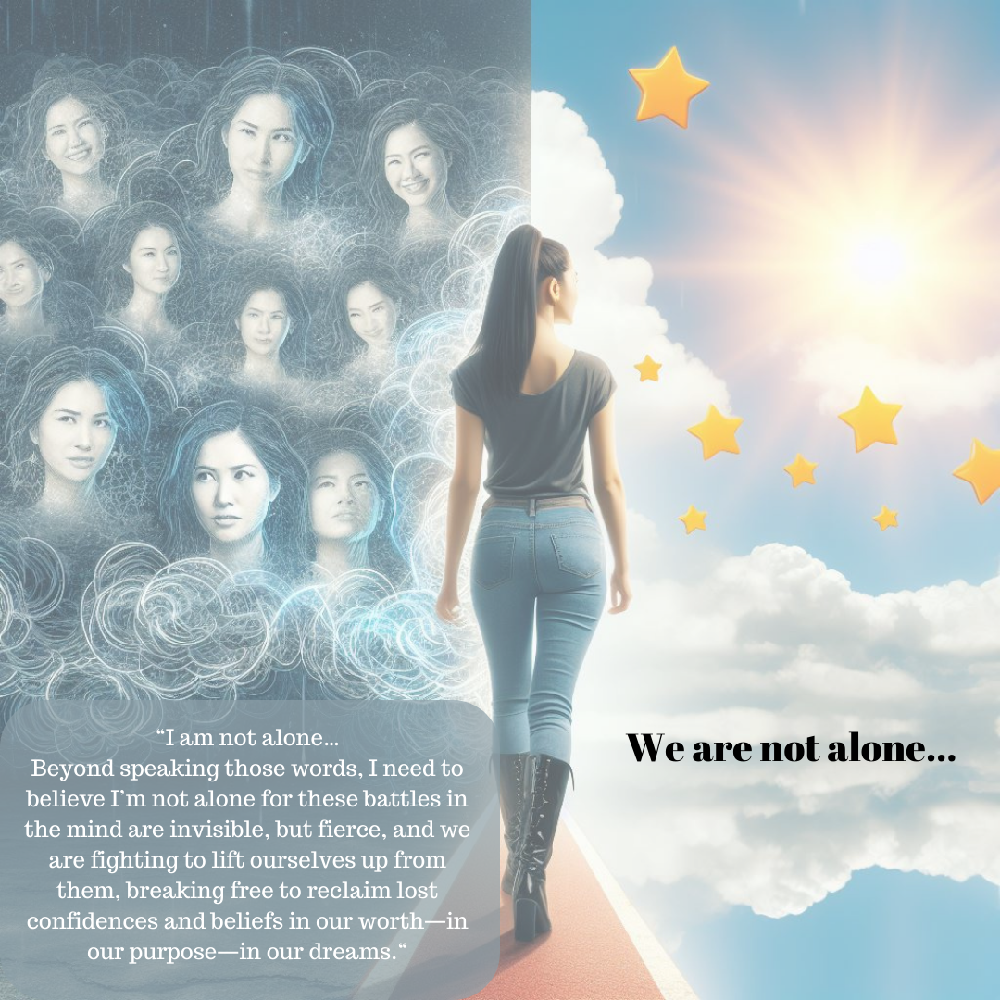 “I am not alone...
Beyond speaking those words, I need to
believe I’m not alone for these battles in
the mind are invisible, but fierce, and we
are fighting to lift ourselves up from
them, breaking free to reclaim lost
confidences and beliefs in our worth—in
our purpose—in our dreams.“
We are not alone...